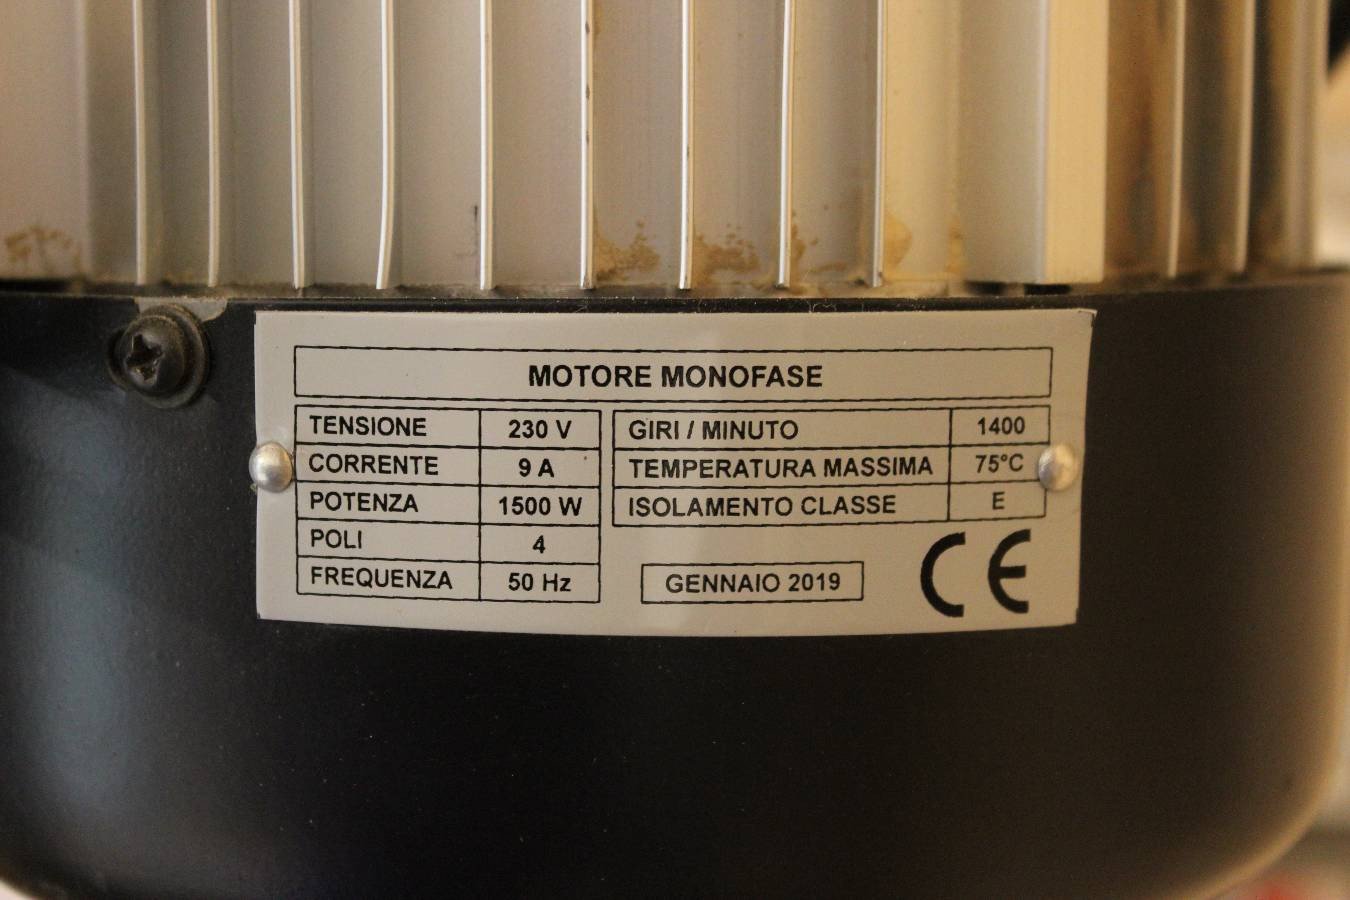 MOTORE MONOFASE
TENSIONE 230 V
CORRENTE 9 A
POTENZA 1500 W
POLI 4
FREQUENZA 50 Hz
GIRI / MINUTO 1400
TEMPERATURA MASSIMA 75°C
ISOLAMENTO CLASSE E
GENNAIO 2019
CE